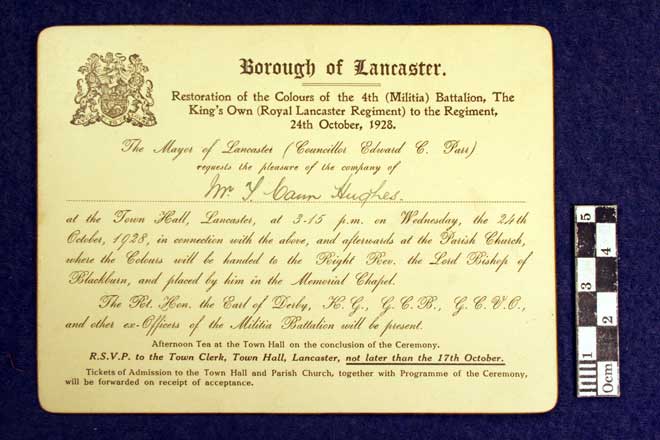 Borough of Lancaster.
Restoration of the Colours of the 4th (Militia) Battalion, The
King's Own (Royal Lancaster Regiment) to the Regiment,
24th October, 1928.
The Mayor of Lancaster (Councillor Edward C. Parr)
requests the pleasure of the company of
Mr T. Cann Hughes.
at the Town Hall, Lancaster, at 3-15 p.m. on Wednesday, the 24th
October, 1928, in connection with the above, and afterwards at the Parish Church,
where the Colours will be handed to the Right Rev. the Lord Bishop of
Blackburn, and placed by him in the Memorial Chapel.
The Rt. Hon. the Earl of Derby, K.G., G.C.B., G.C.V.O.,
and other ex-Officers of the Militia Battalion will be present.
Afternoon Tea at the Town Hall on the conclusion of the Ceremony.
R.S.V.P. to the Town Clerk, Town Hall, Lancaster, not later than the 17th October.
Tickets of Admission to the Town Hall and Parish Church, together with Programme of the Ceremony,
will be forwarded on receipt of acceptance.
5
4
3
2
1
0cm